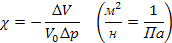 χ = − ΔV / (V₀Δp) (м²/н = 1/Па)